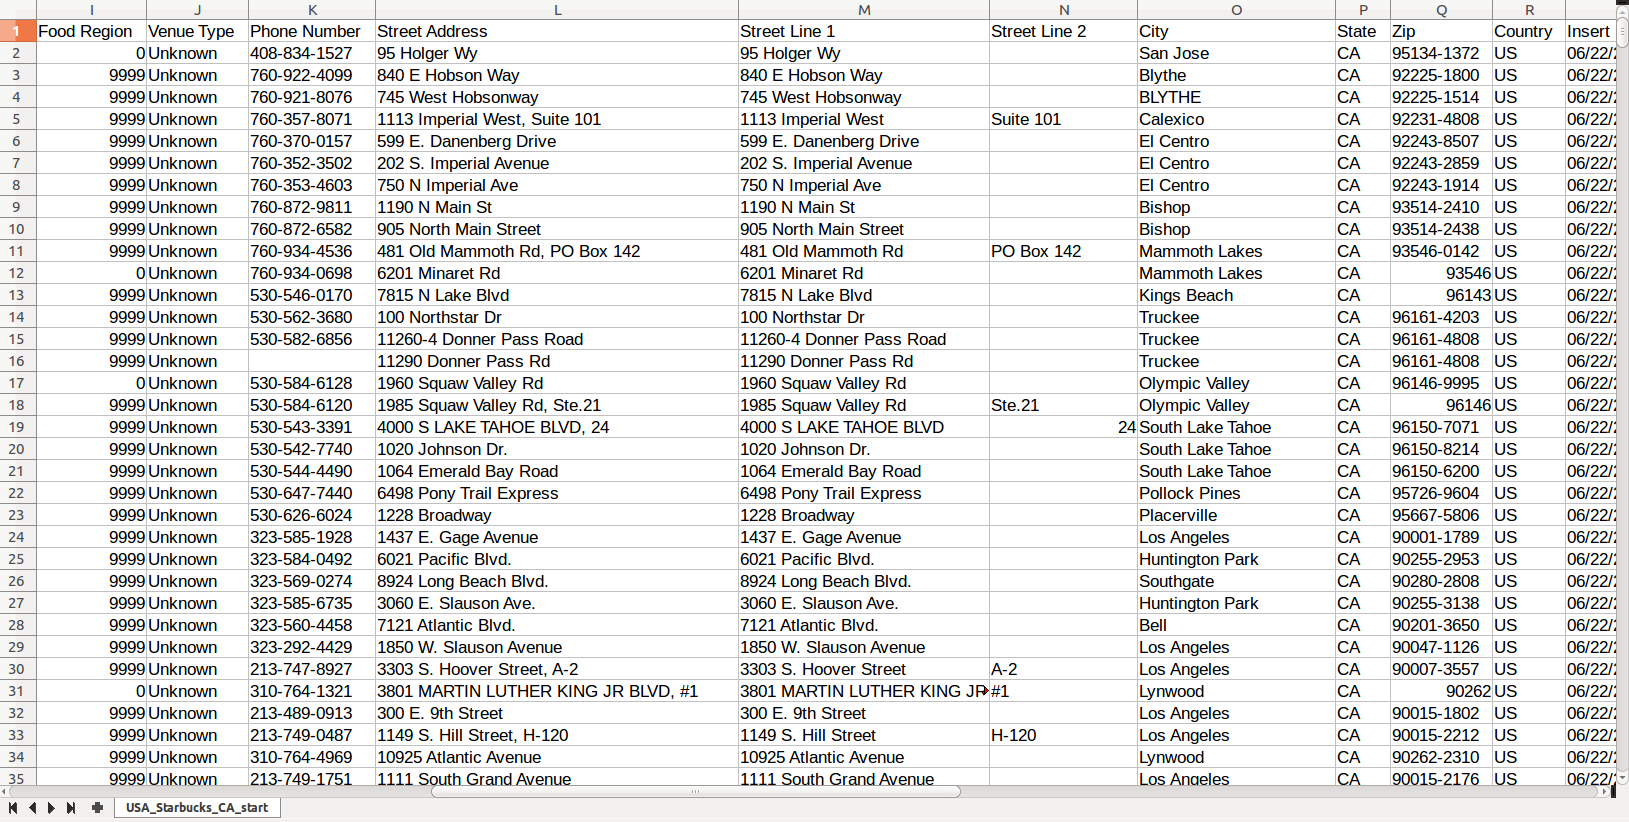 I J K L M N O P Q R
1 Food Region Venue Type Phone Number Street Address Street Line 1 Street Line 2 City State Zip Country Insert
2 0 Unknown 408-834-1527 95 Holger Wy 95 Holger Wy San Jose CA 95134-1372 US 06/22/
3 9999 Unknown 760-922-4099 840 E Hobson Way 840 E Hobson Way Blythe CA 92225-1800 US 06/22/
4 9999 Unknown 760-921-8076 745 West Hobsonway 745 West Hobsonway BLYTHE CA 92225-1514 US 06/22/
5 9999 Unknown 760-357-8071 1113 Imperial West, Suite 101 1113 Imperial West Suite 101 Calexico CA 92231-4808 US 06/22/
6 9999 Unknown 760-370-0157 599 E. Danenberg Drive 599 E. Danenberg Drive El Centro CA 92243-8507 US 06/22/
7 9999 Unknown 760-352-3502 202 S. Imperial Avenue 202 S. Imperial Avenue El Centro CA 92243-2859 US 06/22/
8 9999 Unknown 760-353-4603 750 N Imperial Ave 750 N Imperial Ave El Centro CA 92243-1914 US 06/22/
9 9999 Unknown 760-872-9811 1190 N Main St 1190 N Main St Bishop CA 93514-2410 US 06/22/
10 9999 Unknown 760-872-6582 905 North Main Street 905 North Main Street Bishop CA 93514-2438 US 06/22/
11 9999 Unknown 760-934-4536 481 Old Mammoth Rd, PO Box 142 481 Old Mammoth Rd PO Box 142 Mammoth Lakes CA 93546-0142 US 06/22/
12 0 Unknown 760-934-0698 6201 Minaret Rd 6201 Minaret Rd Mammoth Lakes CA 93546 US 06/22/
13 9999 Unknown 530-546-0170 7815 N Lake Blvd 7815 N Lake Blvd Kings Beach CA 96143 US 06/22/
14 9999 Unknown 530-562-3680 100 Northstar Dr 100 Northstar Dr Truckee CA 96161-4203 US 06/22/
15 9999 Unknown 530-582-6856 11260-4 Donner Pass Road 11260-4 Donner Pass Road Truckee CA 96161-4808 US 06/22/
16 9999 Unknown 11290 Donner Pass Rd 11290 Donner Pass Rd Truckee CA 96161-4808 US 06/22/
17 0 Unknown 530-584-6128 1960 Squaw Valley Rd 1960 Squaw Valley Rd Olympic Valley CA 96146-9995 US 06/22/
18 9999 Unknown 530-584-6120 1985 Squaw Valley Rd, Ste.21 1985 Squaw Valley Rd Ste.21 Olympic Valley CA 96146 US 06/22/
19 9999 Unknown 530-543-3391 4000 S LAKE TAHOE BLVD, 24 4000 S LAKE TAHOE BLVD 24 South Lake Tahoe CA 96150-7071 US 06/22/
20 9999 Unknown 530-542-7740 1020 Johnson Dr. 1020 Johnson Dr. South Lake Tahoe CA 96150-8214 US 06/22/
21 9999 Unknown 530-544-4490 1064 Emerald Bay Road 1064 Emerald Bay Road South Lake Tahoe CA 96150-6200 US 06/22/
22 9999 Unknown 530-647-7440 6498 Pony Trail Express 6498 Pony Trail Express Pollock Pines CA 95726-9604 US 06/22/
23 9999 Unknown 530-626-6024 1228 Broadway 1228 Broadway Placerville CA 95667-5806 US 06/22/
24 9999 Unknown 323-585-1928 1437 E. Gage Avenue 1437 E. Gage Avenue Los Angeles CA 90001-1789 US 06/22/
25 9999 Unknown 323-584-0492 6021 Pacific Blvd. 6021 Pacific Blvd. Huntington Park CA 90255-2953 US 06/22/
26 9999 Unknown 323-569-0274 8924 Long Beach Blvd. 8924 Long Beach Blvd. Southgate CA 90280-2808 US 06/22/
27 9999 Unknown 323-585-6735 3060 E. Slauson Ave. 3060 E. Slauson Ave. Huntington Park CA 90255-3138 US 06/22/
28 9999 Unknown 323-560-4458 7121 Atlantic Blvd. 7121 Atlantic Blvd. Bell CA 90201-3650 US 06/22/
29 9999 Unknown 323-292-4429 1850 W. Slauson Avenue 1850 W. Slauson Avenue Los Angeles CA 90047-1126 US 06/22/
30 9999 Unknown 213-747-8927 3303 S. Hoover Street, A-2 3303 S. Hoover Street A-2 Los Angeles CA 90007-3557 US 06/22/
31 0 Unknown 310-764-1321 3801 MARTIN LUTHER KING JR BLVD, #1 3801 MARTIN LUTHER KING JR #1 Lynwood CA 90262 US 06/22/
32 9999 Unknown 213-489-0913 300 E. 9th Street 300 E. 9th Street Los Angeles CA 90015-1802 US 06/22/
33 9999 Unknown 213-749-0487 1149 S. Hill Street, H-120 1149 S. Hill Street H-120 Los Angeles CA 90015-2212 US 06/22/
34 9999 Unknown 310-764-4969 10925 Atlantic Avenue 10925 Atlantic Avenue Lynwood CA 90262-2310 US 06/22/
35 9999 Unknown 213-749-1751 1111 South Grand Avenue 1111 South Grand Avenue Los Angeles CA 90015-2176 US 06/22/
USA_Starbucks_CA_start